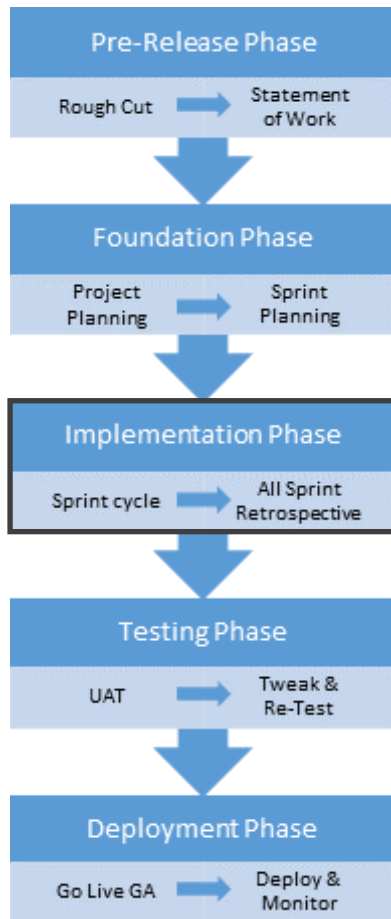 Pre-Release Phase
Rough Cut
Statement
of Work
Foundation Phase
Project
Planning
Sprint
Planning
Implementation Phase
Sprint cycle
All Sprint
Retrospective
Testing Phase
UAT
Tweak &
Re-Test
Deployment Phase
Go Live GA
Deploy &
Monitor